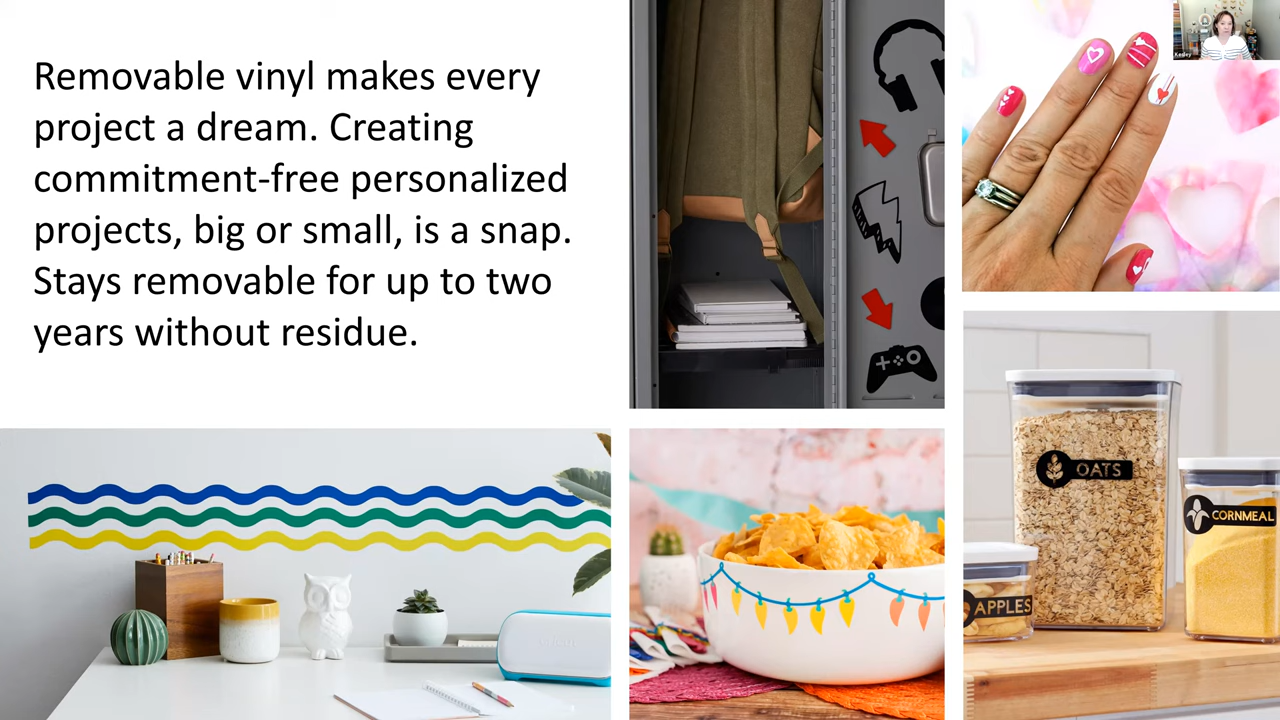 Removable vinyl makes every
project a dream. Creating
commitment-free personalized
projects, big or small, is a snap.
Stays removable for up to two
years without residue.
Kelley
OATS
CORNMEAL
APPLES